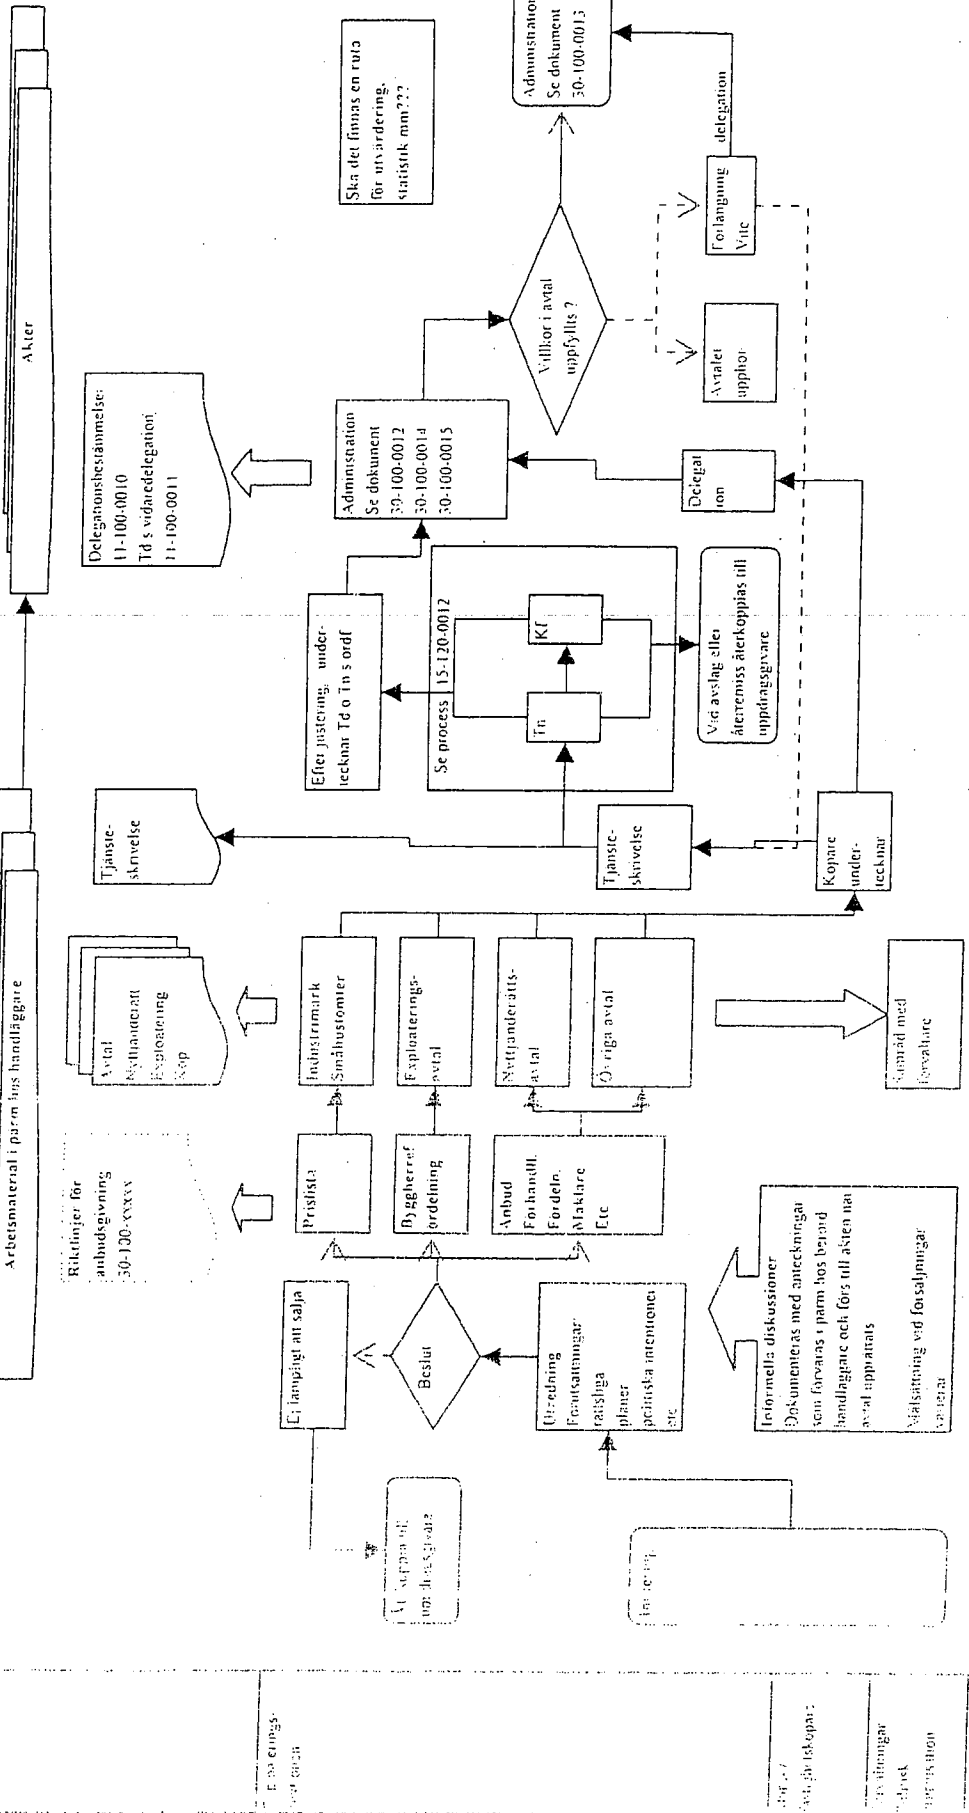 Arbetsmaterial i pärm hos handläggare
Akter
Riktlinjer för
anbudsgivning
30-100-xxxxx
Avtal
Nyttjanderätt
Exploatering
Köp
Tjänste-
skrivelse
Delegationsbestämmelse:
11-100-0010
Td s vidaredelegation
11-100-0011
Ska det finnas en ruta
för utvärdering,
statistik mm???
Ej lämpligt att sälja
Beslut
Utredning
Förutsättningar:
rättsliga
planer
politiska intentioner
etc
Informella diskussioner
Dokumenteras med anteckningar
som förvaras i pärm hos berörd
handläggare och förs till akten när
avtal upprättats
Målsättning vid försäljningar
varierar
Prislista
Byggherref
ördelning
Anbud
Förhandl.
Fördeln.
Mäklare
Etc
Industrimark
Småhustomter
Exploaterings-
avtal
Nyttjanderätts-
avtal
Övriga avtal
Samråd med
förvaltare
Köpare
under-
tecknar
Tjänste-
skrivelse
Efter justering, under-
tecknar Td o Tn s ordf
Se process 15-120-0012
Tn
Kf
Vid avslag eller
återremiss återkopplas till
uppdragsgivare
Administration
Se dokument
30-100-0012
30-100-0014
30-100-0015
Delegat
ion
Villkor i avtal
uppfyllts ?
Avtalet
upphör
Förlängning
Vite
delegation
Administration
Se dokument
30-100-0013